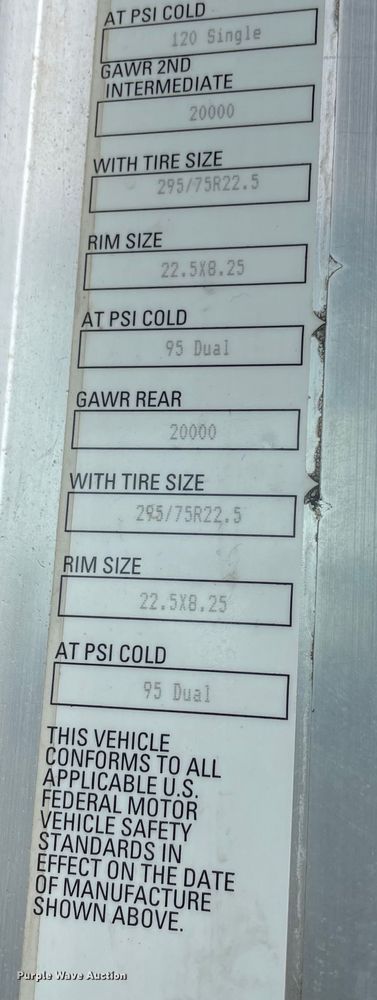 AT PSI COLD
120 Single
GAWR 2ND
INTERMEDIATE
20000
WITH TIRE SIZE
295/75R22.5
RIM SIZE
22.5X8.25
AT PSI COLD
95 Dual
GAWR REAR
20000
WITH TIRE SIZE
295/75R22.5
RIM SIZE
22.5X8.25
AT PSI COLD
95 Dual
THIS VEHICLE
CONFORMS TO ALL
APPLICABLE U.S.
FEDERAL MOTOR
VEHICLE SAFETY
STANDARDS IN
EFFECT ON THE DATE
OF MANUFACTURE
SHOWN ABOVE.
Purple Wave Auction